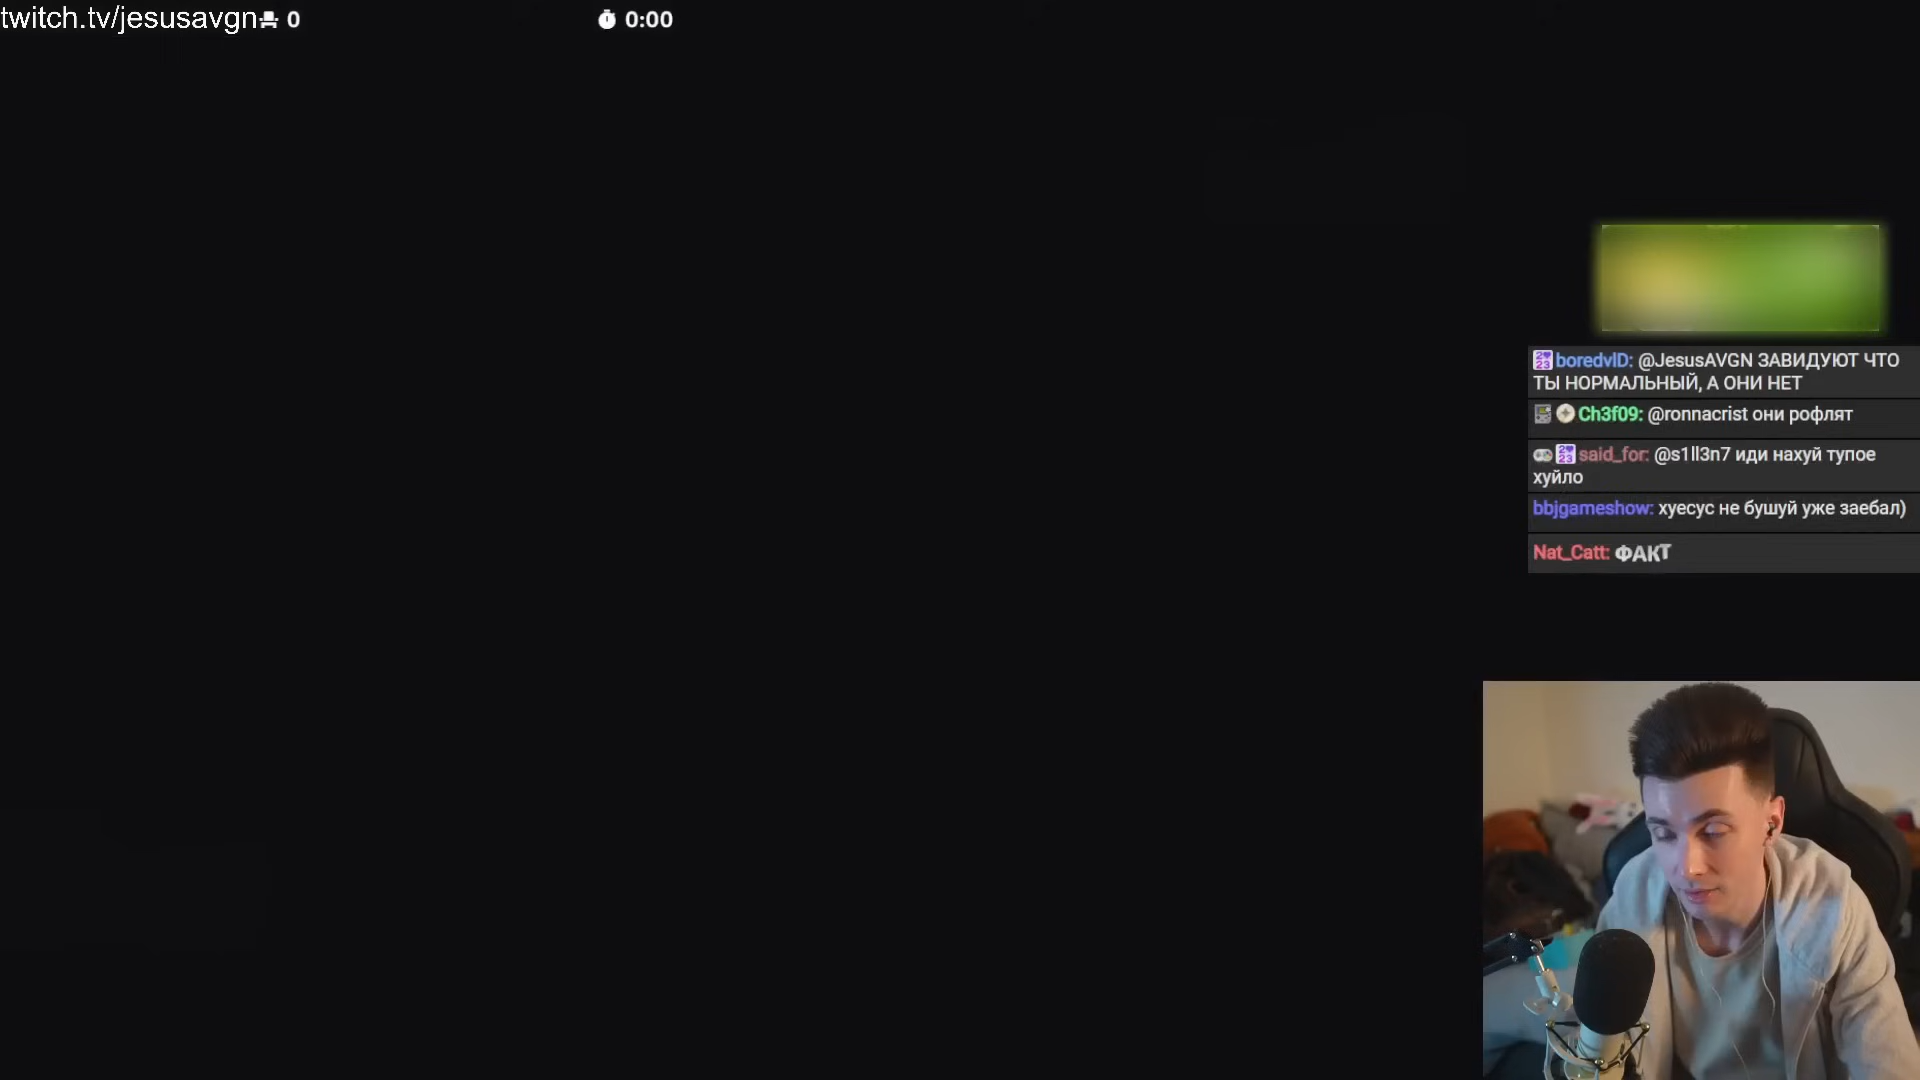 twitch.tv/jesusavgn 0
0:00
boredvlD: @JesusAVGN ЗАВИДУЮТ ЧТО
ТЫ НОРМАЛЬНЫЙ, А ОНИ НЕТ
Ch3f09: @ronnacrist они рофлят
said_for: @s1ll3n7 иди нахуй тупое
хуйло
bbjgameshow: хуесус не бушуй уже заебал)
Nat_Catt: ФАКТ